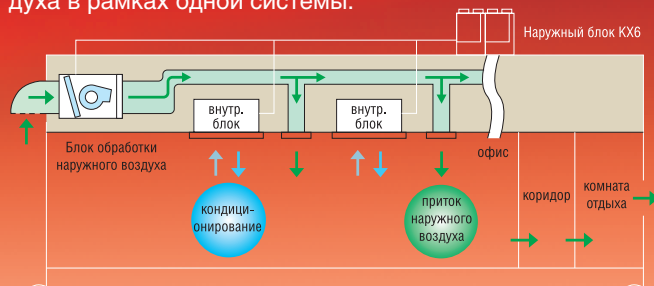 духа в рамках одной системы.
Наружный блок KX6
внутр.
блок
внутр.
блок
Блок обработки
наружного воздуха
офис
кондици-
онирование
приток
наружного
воздуха
коридор
комната
отдыха